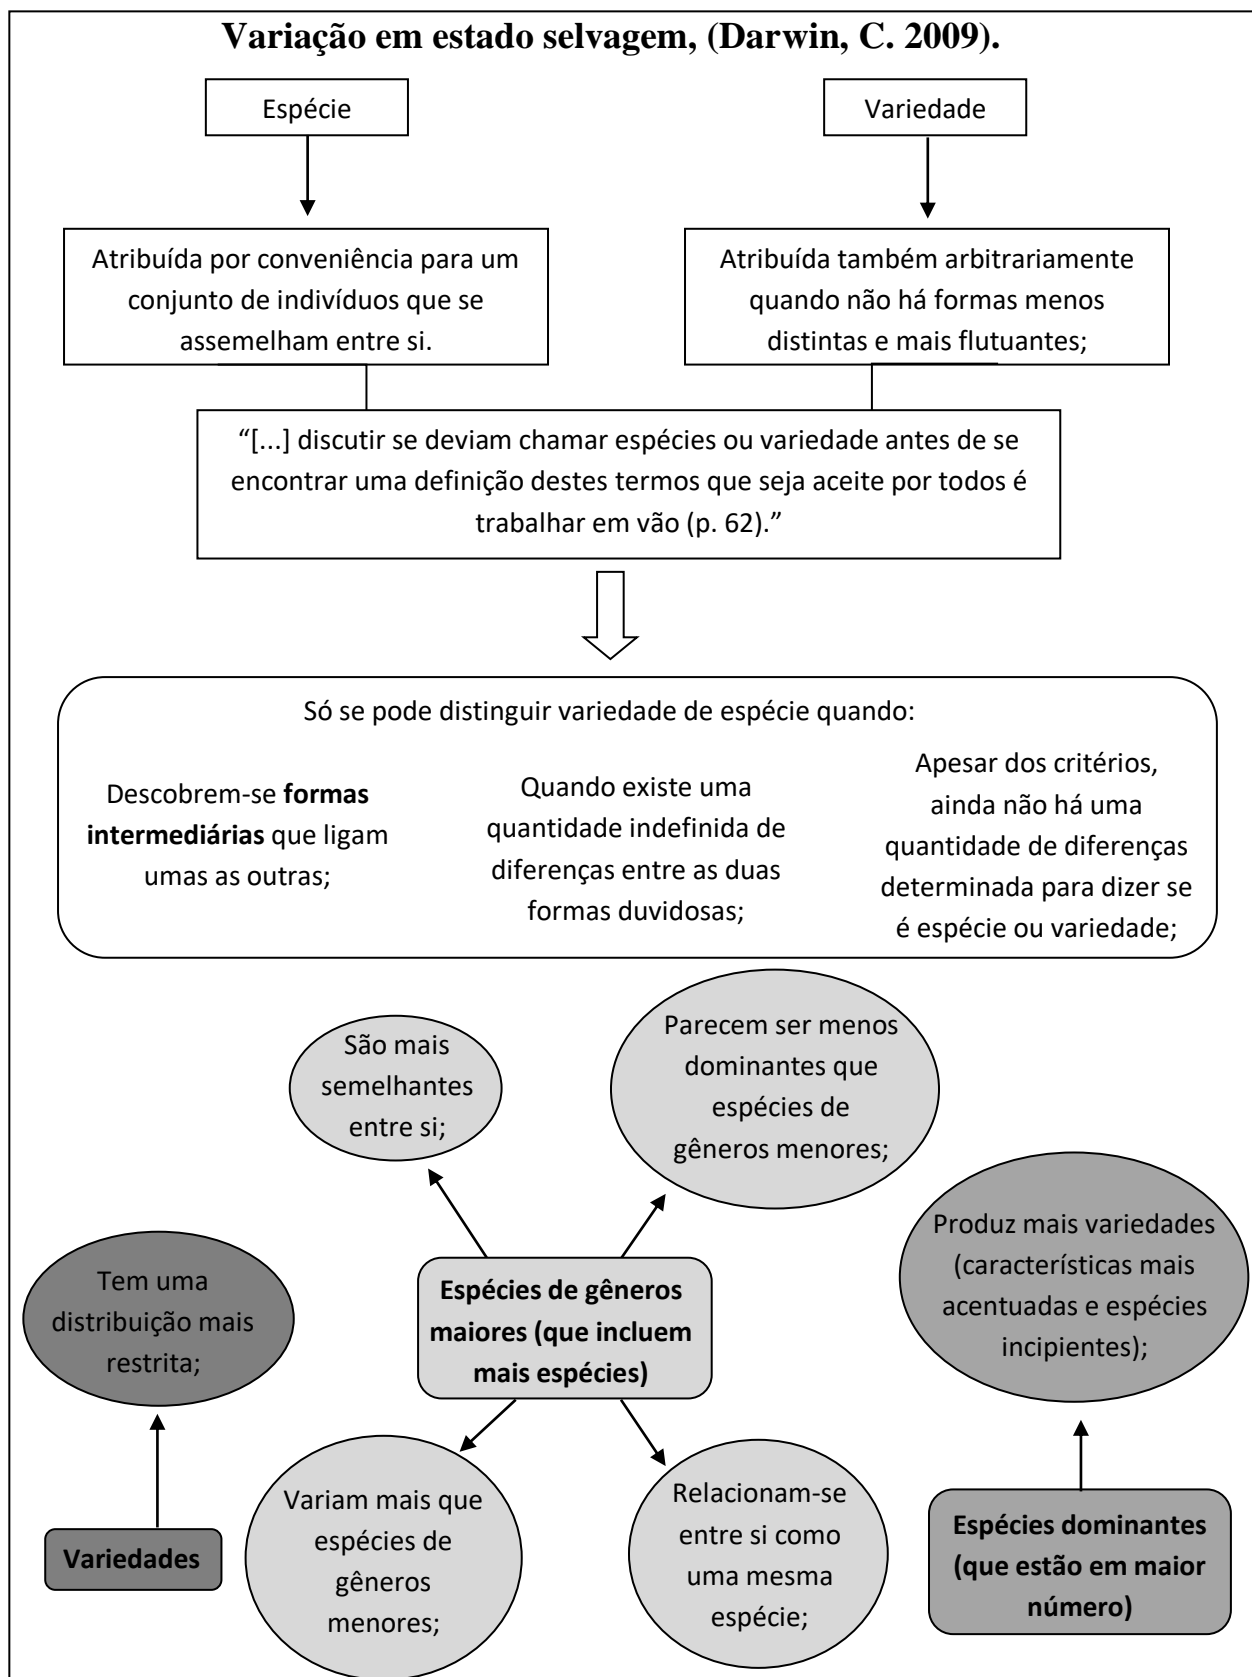 Variação em estado selvagem, (Darwin, C. 2009).
Espécie
Variedade
Atribuída por conveniência para um
conjunto de indivíduos que se
assemelham entre si.
Atribuída também arbitrariamente
quando não há formas menos
distintas e mais flutuantes;
“[...] discutir se deviam chamar espécies ou variedade antes de se
encontrar uma definição destes termos que seja aceite por todos é
trabalhar em vão (p. 62).”
Só se pode distinguir variedade de espécie quando:
Descobrem-se formas
intermediárias que ligam
umas as outras;
Quando existe uma
quantidade indefinida de
diferenças entre as duas
formas duvidosas;
Apesar dos critérios,
ainda não há uma
quantidade de diferenças
determinada para dizer se
é espécie ou variedade;
São mais
semelhantes
entre si;
Parecem ser menos
dominantes que
espécies de
gêneros menores;
Produz mais variedades
(características mais
acentuadas e espécies
incipientes);
Tem uma
distribuição mais
restrita;
Espécies de gêneros
maiores (que incluem
mais espécies)
Variam mais que
espécies de
gêneros
menores;
Relacionam-se
entre si como
uma mesma
espécie;
Variedades
Espécies dominantes
(que estão em maior
número)